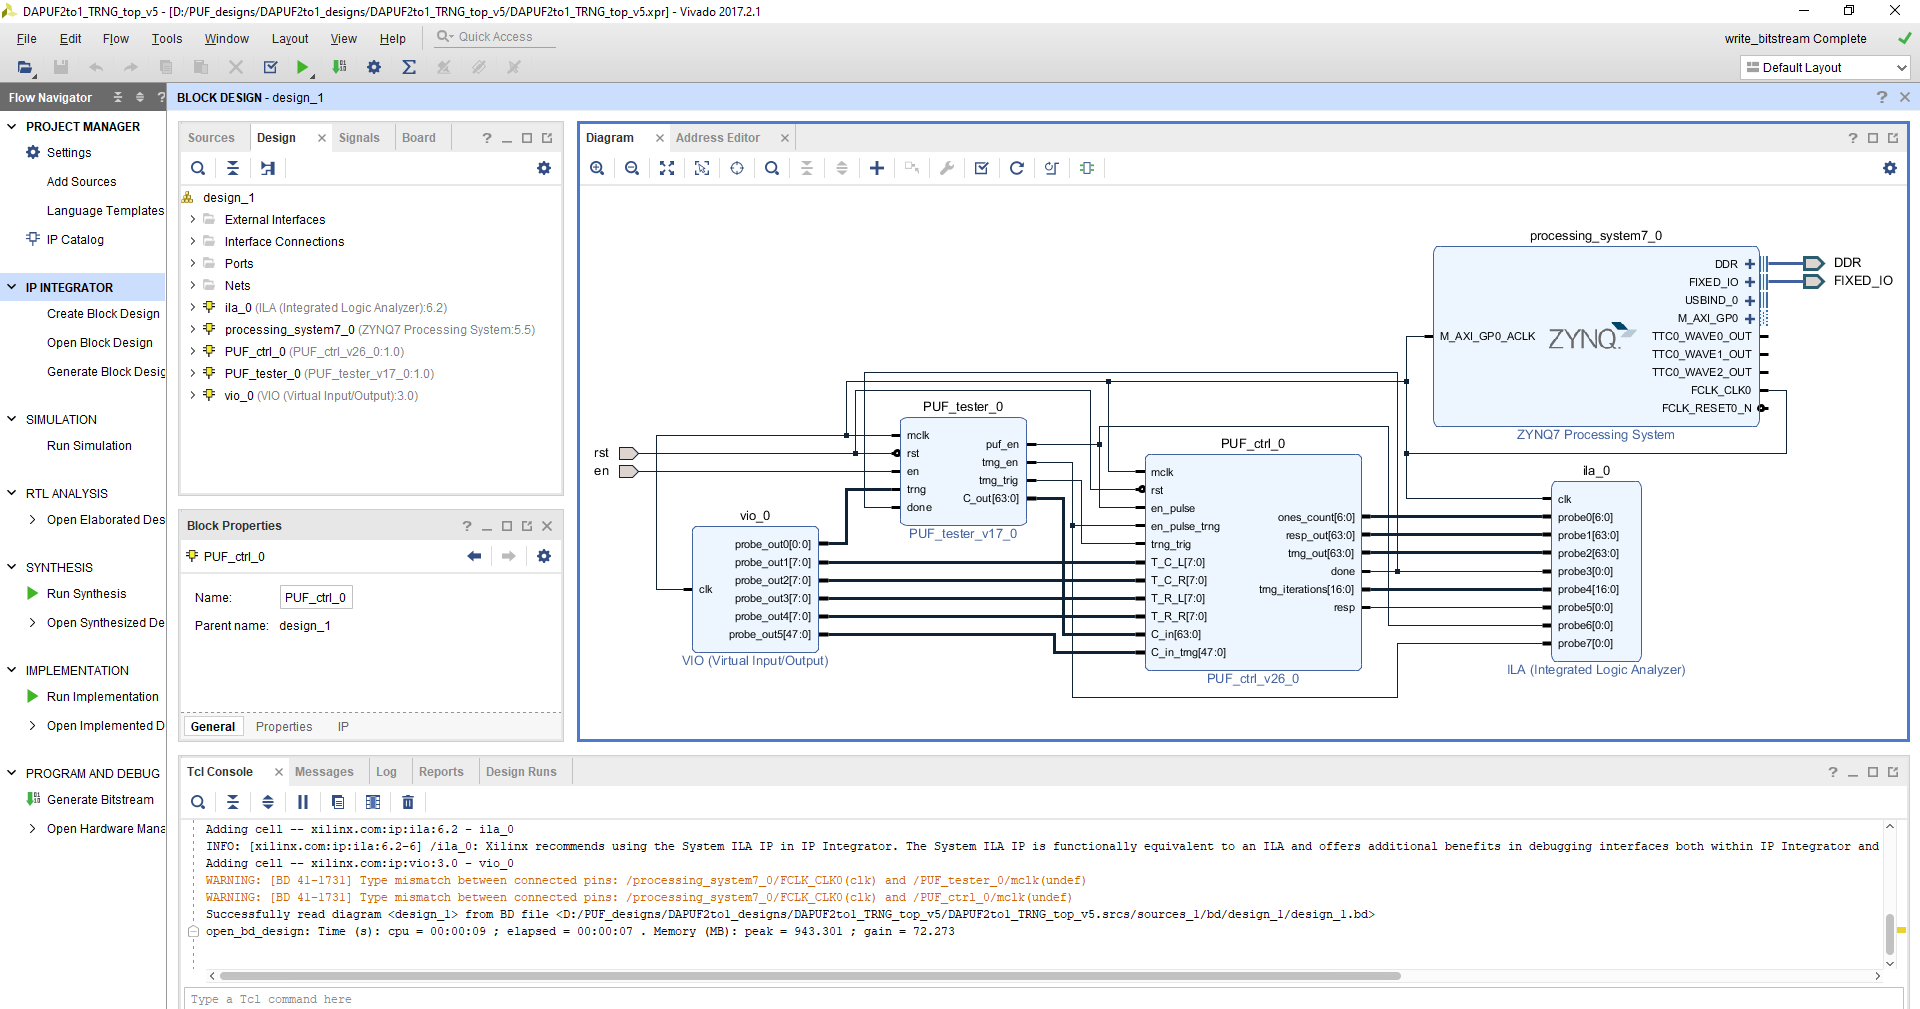 DAPUF2to1_TRNG_top_v5 - [D:/PUF_designs/DAPUF2to1_designs/DAPUF2to1_TRNG_top_v5/DAPUF2to1_TRNG_top_v5.xpr] - Vivado 2017.2.1
File Edit Flow Tools Window Layout View Help Quick Access
write_bitstream Complete
Default Layout
Flow Navigator
BLOCK DESIGN - design_1
PROJECT MANAGER
Settings
Add Sources
Language Templates
IP Catalog
IP INTEGRATOR
Create Block Design
Open Block Design
Generate Block Desig
SIMULATION
Run Simulation
RTL ANALYSIS
Open Elaborated Des
SYNTHESIS
Run Synthesis
Open Synthesized De
IMPLEMENTATION
Run Implementation
Open Implemented D
PROGRAM AND DEBUG
Generate Bitstream
Open Hardware Mana
Sources Design Signals Board
design_1
External Interfaces
Interface Connections
Ports
Nets
ila_0 (ILA (Integrated Logic Analyzer):6.2)
processing_system7_0 (ZYNQ7 Processing System:5.5)
PUF_ctrl_0 (PUF_ctrl_v26_0:1.0)
PUF_tester_0 (PUF_tester_v17_0:1.0)
vio_0 (VIO (Virtual Input/Output):3.0)
Block Properties
PUF_ctrl_0
Name: PUF_ctrl_0
Parent name: design_1
General Properties IP
Diagram Address Editor
rst
en
vio_0
clk
probe_out0[0:0]
probe_out1[7:0]
probe_out2[7:0]
probe_out3[7:0]
probe_out4[7:0]
probe_out5[47:0]
VIO (Virtual Input/Output)
PUF_tester_0
mclk
rst
en
trng
done
puf_en
trng_en
trng_trig
C_out[63:0]
PUF_tester_v17_0
PUF_ctrl_0
mclk
rst
en_pulse
en_pulse_trng
trng_trig
T_C_L[7:0]
T_C_R[7:0]
T_R_L[7:0]
T_R_R[7:0]
C_in[63:0]
C_in_trng[47:0]
ones_count[6:0]
resp_out[63:0]
trng_out[63:0]
done
trng_iterations[16:0]
resp
PUF_ctrl_v26_0
processing_system7_0
M_AXI_GP0_ACLK
ZYNQ
DDR
FIXED_IO
USBIND_0
M_AXI_GP0
TTC0_WAVE0_OUT
TTC0_WAVE1_OUT
TTC0_WAVE2_OUT
FCLK_CLK0
FCLK_RESET0_N
ZYNQ7 Processing System
DDR
FIXED_IO
ila_0
clk
probe0[6:0]
probe1[63:0]
probe2[63:0]
probe3[0:0]
probe4[16:0]
probe5[0:0]
probe6[0:0]
probe7[0:0]
ILA (Integrated Logic Analyzer)
Tcl Console Messages Log Reports Design Runs
Adding cell -- xilinx.com:ip:ila:6.2 - ila_0
INFO: [xilinx.com:ip:ila:6.2-6] /ila_0: Xilinx recommends using the System ILA IP in IP Integrator. The System ILA IP is functionally equivalent to an ILA and offers additional benefits in debugging interfaces both within IP Integrator and
Adding cell -- xilinx.com:ip:vio:3.0 - vio_0
WARNING: [BD 41-1731] Type mismatch between connected pins: /processing_system7_0/FCLK_CLK0(clk) and /PUF_tester_0/mclk(undef)
WARNING: [BD 41-1731] Type mismatch between connected pins: /processing_system7_0/FCLK_CLK0(clk) and /PUF_ctrl_0/mclk(undef)
Successfully read diagram <design_1> from BD file <D:/PUF_designs/DAPUF2to1_designs/DAPUF2to1_TRNG_top_v5/DAPUF2to1_TRNG_top_v5.srcs/sources_1/bd/design_1/design_1.bd>
open_bd_design: Time (s): cpu = 00:00:09 ; elapsed = 00:00:07 . Memory (MB): peak = 943.301 ; gain = 72.273
Type a Tcl command here